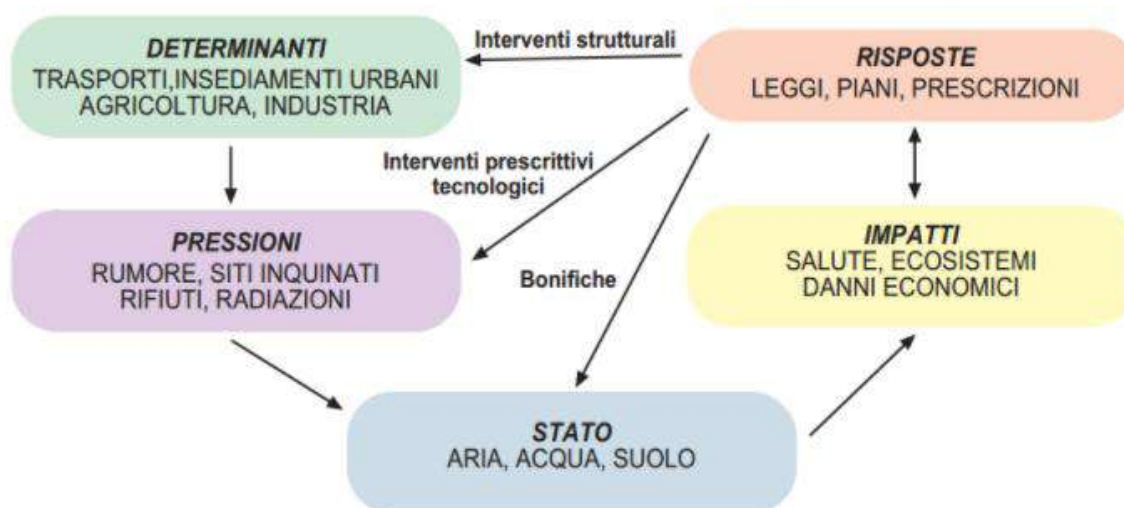 DETERMINANTI
TRASPORTI,INSEDIAMENTI URBANI
AGRICOLTURA, INDUSTRIA
Interventi strutturali
RISPOSTE
LEGGI, PIANI, PRESCRIZIONI
Interventi prescrittivi
tecnologici
PRESSIONI
RUMORE, SITI INQUINATI
RIFIUTI, RADIAZIONI
Bonifiche
IMPATTI
SALUTE, ECOSISTEMI
DANNI ECONOMICI
STATO
ARIA, ACQUA, SUOLO